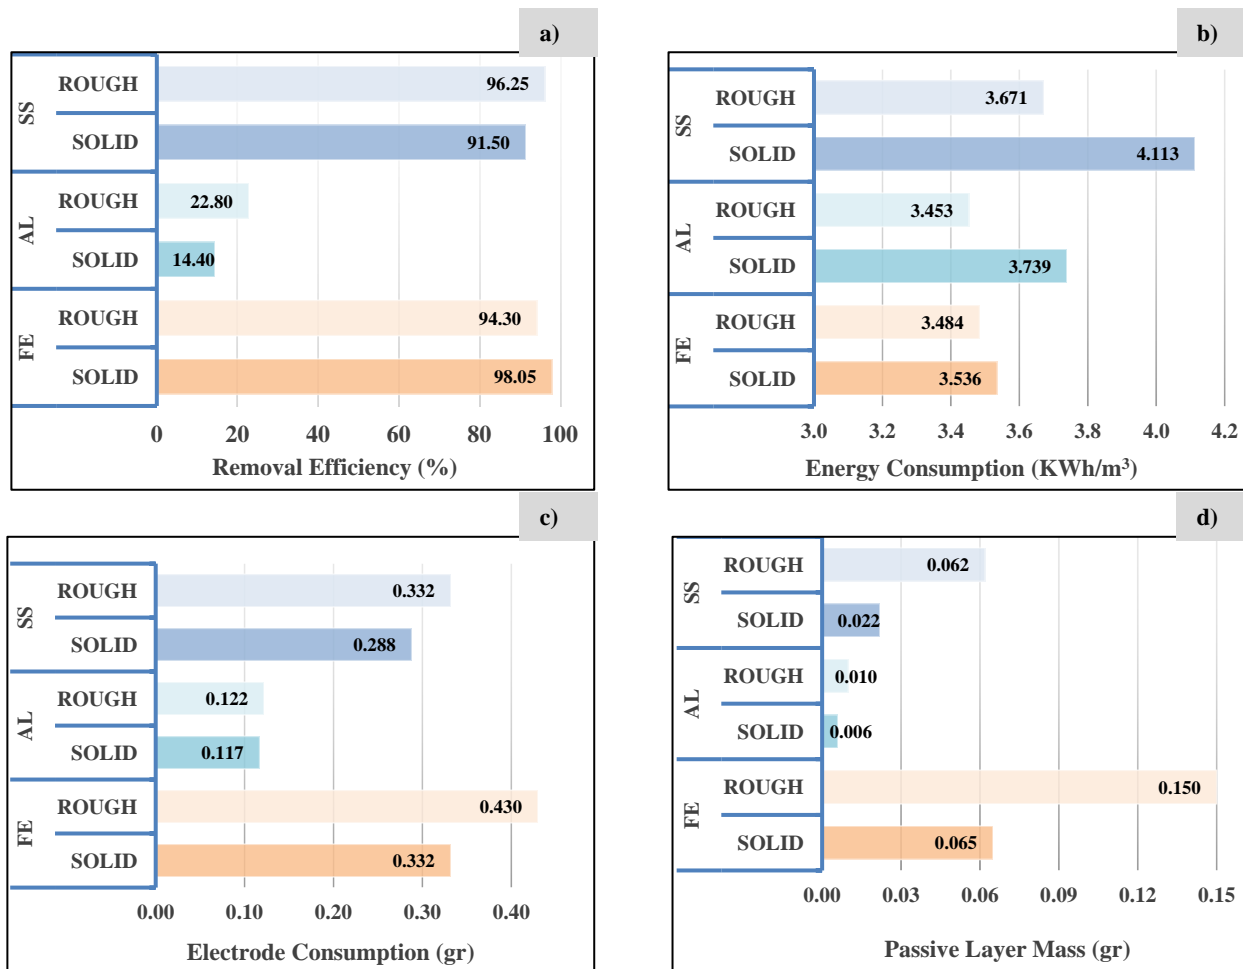 a)
SS
ROUGH
96.25
SOLID
91.50
AL
ROUGH
22.80
SOLID
14.40
FE
ROUGH
94.30
SOLID
98.05
0 20 40 60 80 100
Removal Efficiency (%)
b)
SS
ROUGH
3.671
SOLID
4.113
AL
ROUGH
3.453
SOLID
3.739
FE
ROUGH
3.484
SOLID
3.536
3.0 3.2 3.4 3.6 3.8 4.0 4.2
Energy Consumption (KWh/m³)
c)
SS
ROUGH
0.332
SOLID
0.288
AL
ROUGH
0.122
SOLID
0.117
FE
ROUGH
0.430
SOLID
0.332
0.00 0.10 0.20 0.30 0.40
Electrode Consumption (gr)
d)
SS
ROUGH
0.062
SOLID
0.022
AL
ROUGH
0.010
SOLID
0.006
FE
ROUGH
0.150
SOLID
0.065
0.00 0.03 0.06 0.09 0.12 0.15
Passive Layer Mass (gr)